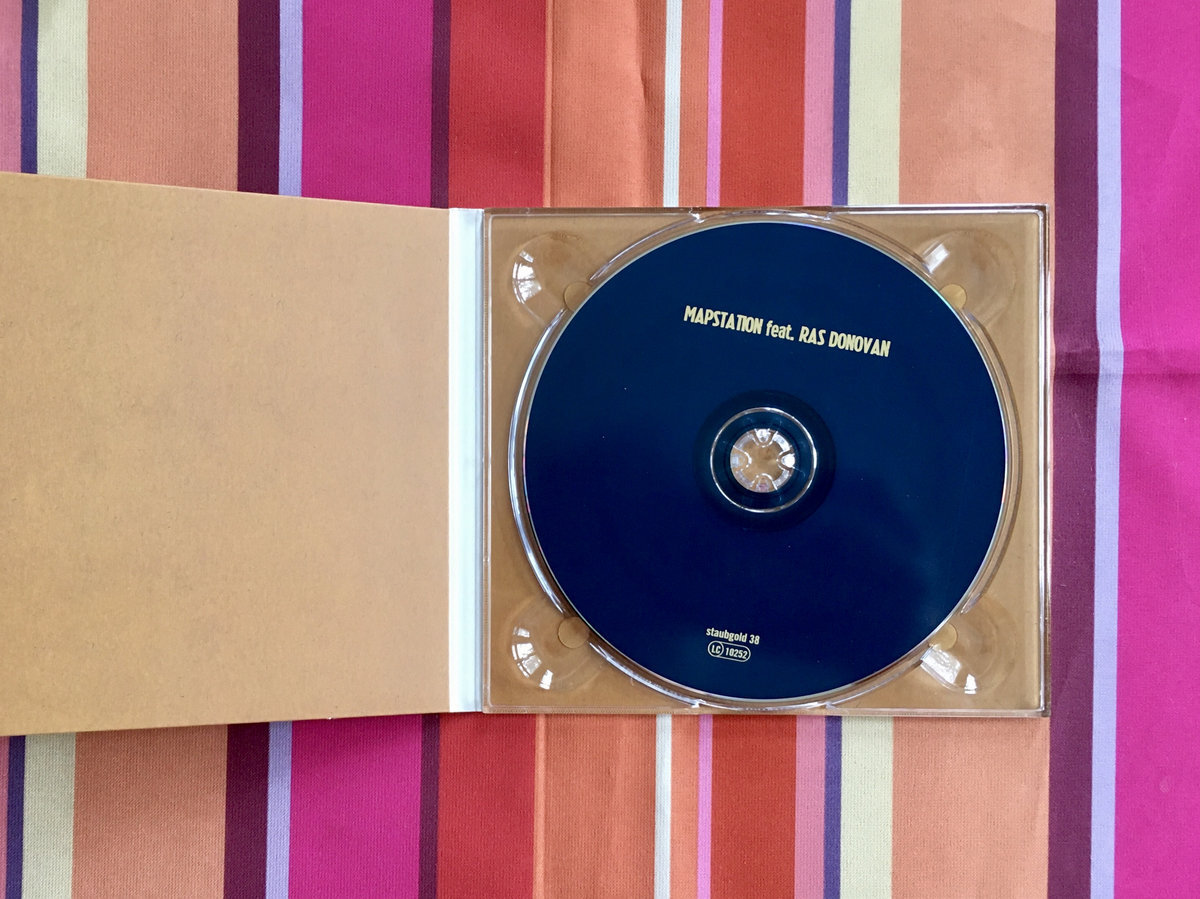 MAPSTATION feat. RAS DONOVAN
staubgold 38
LC 10252